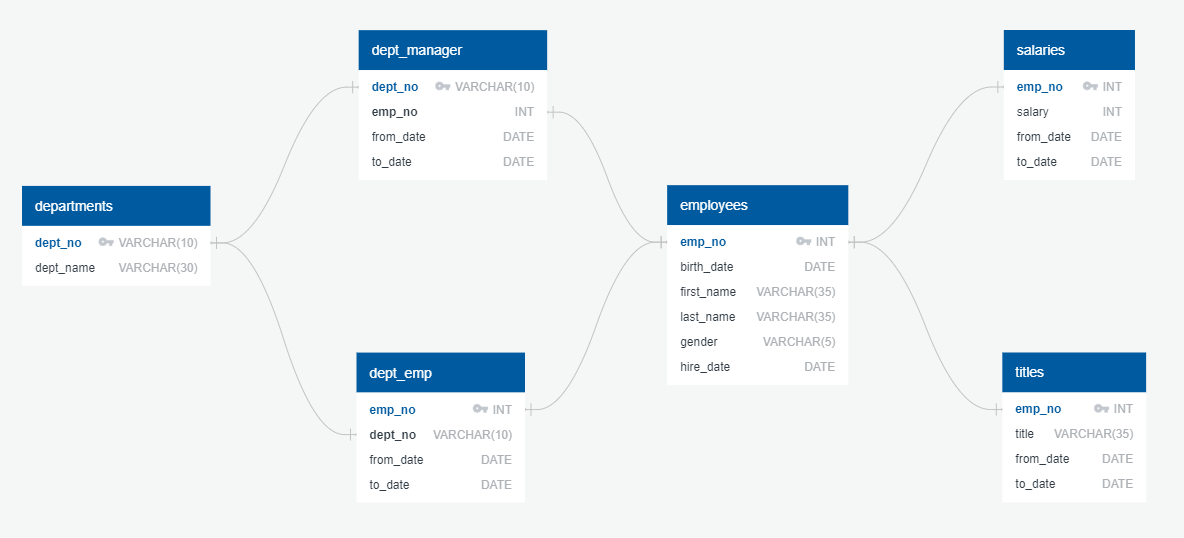 dept_manager
dept_no VARCHAR(10)
emp_no INT
from_date DATE
to_date DATE
salaries
emp_no INT
salary INT
from_date DATE
to_date DATE
departments
dept_no VARCHAR(10)
dept_name VARCHAR(30)
employees
emp_no INT
birth_date DATE
first_name VARCHAR(35)
last_name VARCHAR(35)
gender VARCHAR(5)
hire_date DATE
dept_emp
emp_no INT
dept_no VARCHAR(10)
from_date DATE
to_date DATE
titles
emp_no INT
title VARCHAR(35)
from_date DATE
to_date DATE